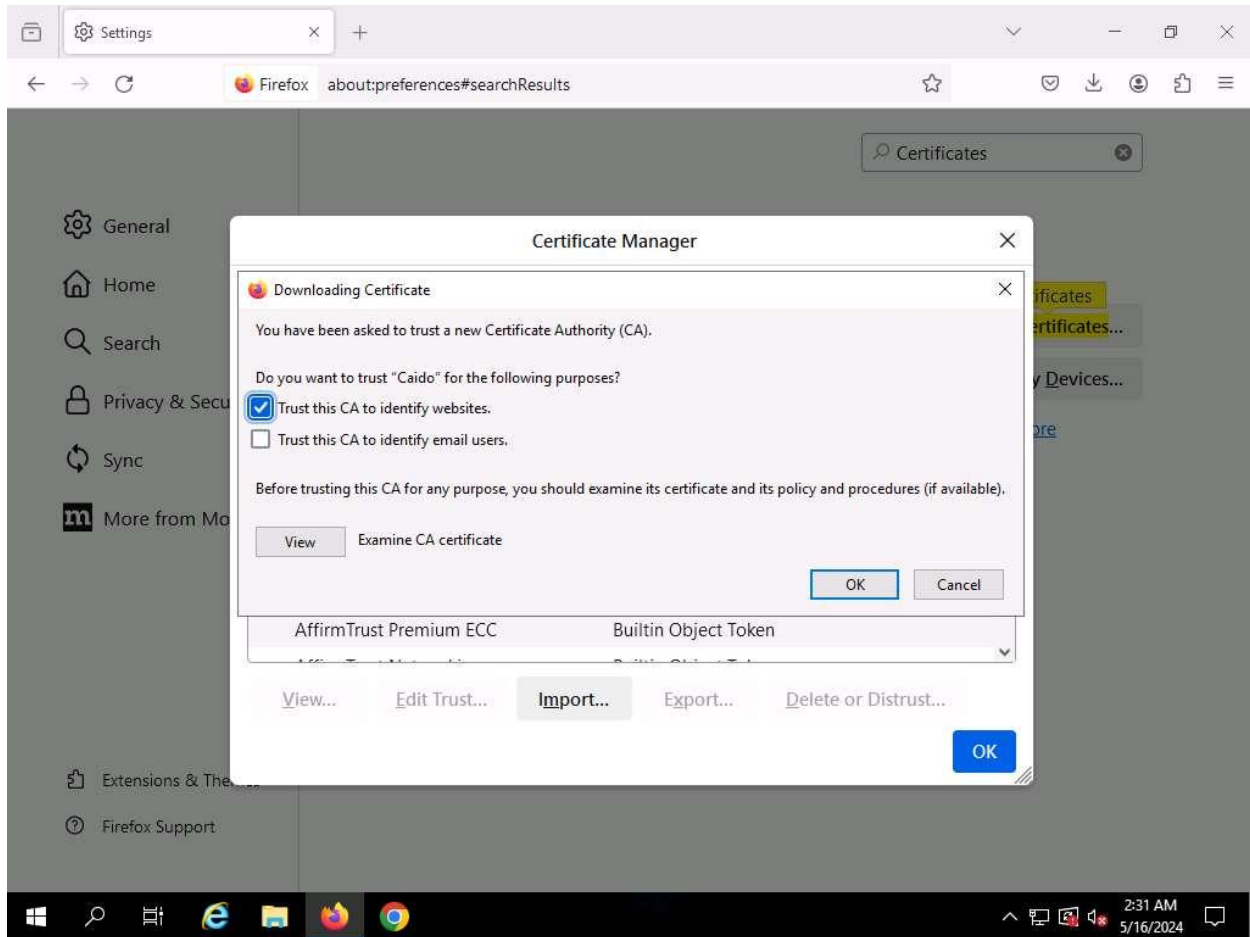 Settings
Firefox about:preferences#searchResults
Certificates
General
Home
Search
Privacy & Secu
Sync
More from Mo
Extensions & The
Firefox Support
Certificate Manager
Downloading Certificate
You have been asked to trust a new Certificate Authority (CA).
Do you want to trust “Caido” for the following purposes?
Trust this CA to identify websites.
Trust this CA to identify email users.
Before trusting this CA for any purpose, you should examine its certificate and its policy and procedures (if available).
View Examine CA certificate
OK Cancel
AffirmTrust Premium ECC Builtin Object Token
View... Edit Trust... Import... Export... Delete or Distrust...
OK
ificates
ertificates...
y Devices...
ore
2:31 AM
5/16/2024